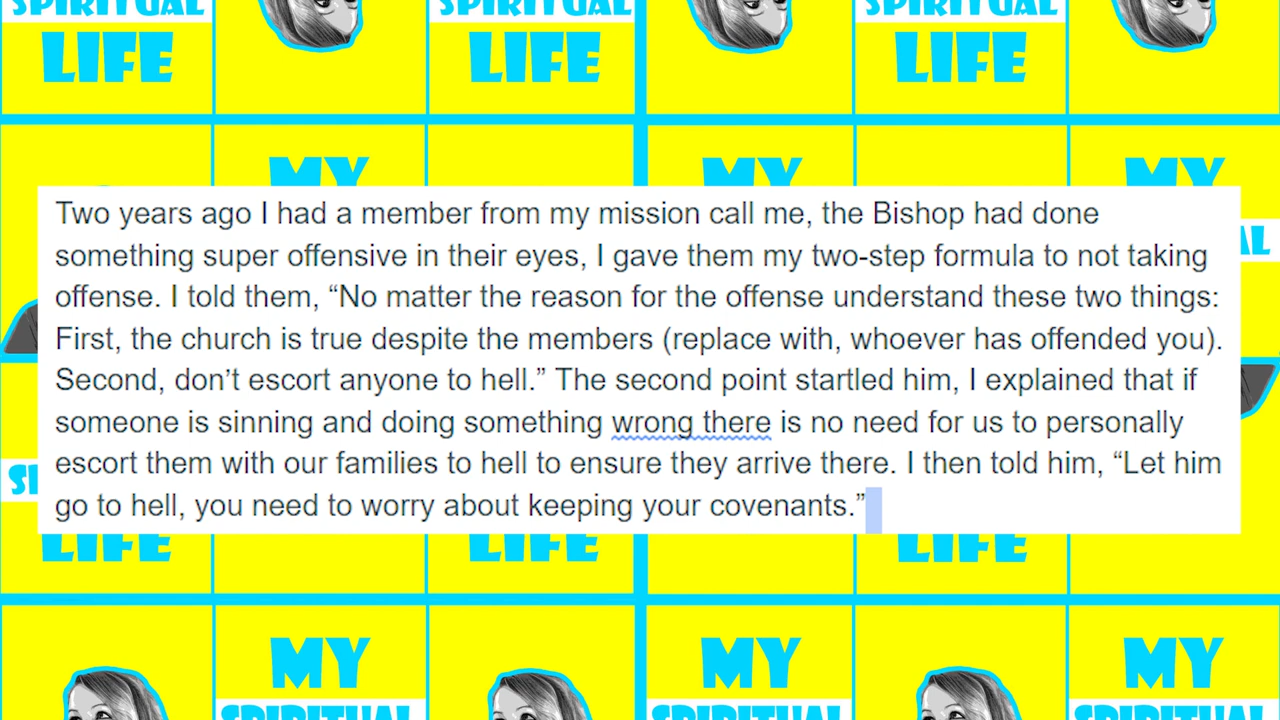 SPIRITUAL SPIRITUAL SPIRITUAL
LIFE LIFE LIFE
MY MY MY
Two years ago I had a member from my mission call me, the Bishop had done
something super offensive in their eyes, I gave them my two-step formula to not taking
offense. I told them, “No matter the reason for the offense understand these two things:
First, the church is true despite the members (replace with, whoever has offended you).
Second, don’t escort anyone to hell.” The second point startled him, I explained that if
someone is sinning and doing something wrong there is no need for us to personally
escort them with our families to hell to ensure they arrive there. I then told him, “Let him
go to hell, you need to worry about keeping your covenants.”
LIFE LIFE LIFE
MY MY MY
SPIRITUAL SPIRITUAL SPIRITUAL